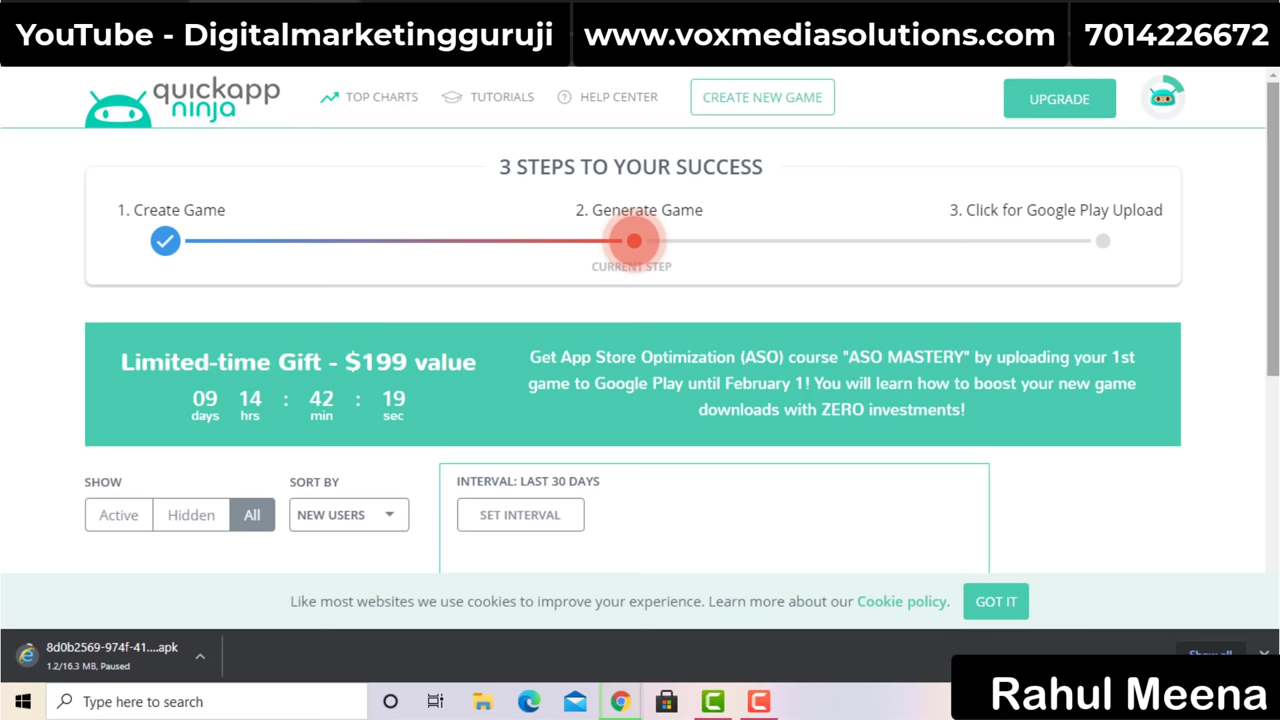 YouTube - Digitalmarketingguruji
www.voxmediasolutions.com
7014226672
quickapp
ninja
TOP CHARTS
TUTORIALS
HELP CENTER
CREATE NEW GAME
UPGRADE
3 STEPS TO YOUR SUCCESS
1. Create Game
2. Generate Game
3. Click for Google Play Upload
CURRENT STEP
Limited-time Gift - $199 value
09 14 : 42 : 19
days hrs min sec
Get App Store Optimization (ASO) course "ASO MASTERY" by uploading your 1st
game to Google Play until February 1! You will learn how to boost your new game
downloads with ZERO investments!
SHOW
SORT BY
INTERVAL: LAST 30 DAYS
Active
Hidden
All
NEW USERS
SET INTERVAL
Like most websites we use cookies to improve your experience. Learn more about our Cookie policy.
GOT IT
8d0b2569-974f-41....apk
1.2/16.3 MB, Paused
Show all
Type here to search
Rahul Meena